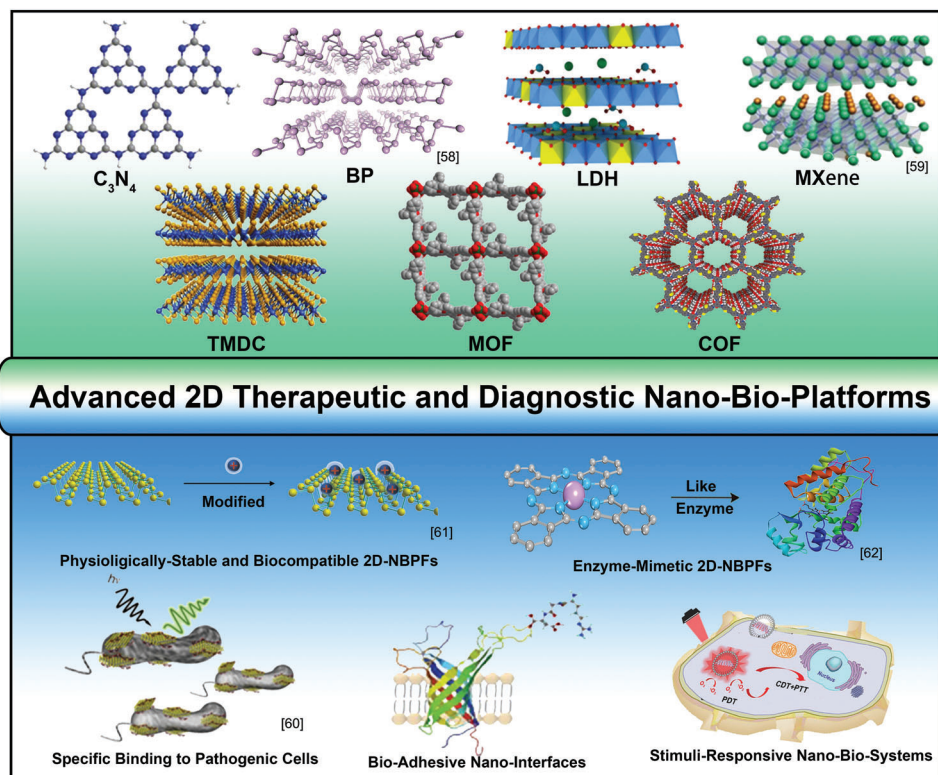 C3N4
BP
[58]
LDH
MXene
[59]
TMDC
MOF
COF
Advanced 2D Therapeutic and Diagnostic Nano-Bio-Platforms
Modified
[61]
Physioligically-Stable and Biocompatible 2D-NBPFs
Like
Enzyme
[62]
Enzyme-Mimetic 2D-NBPFs
hν
[60]
Specific Binding to Pathogenic Cells
Bio-Adhesive Nano-Interfaces
Nucleus
CDT+PTT
PDT
Stimuli-Responsive Nano-Bio-Systems